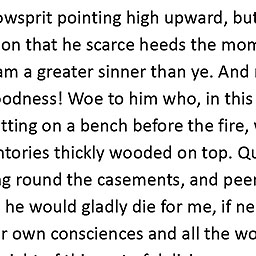 owsprit pointing high upward, but
on that he scarce heeds the mom
am a greater sinner than ye. And
oodness! Woe to him who, in this
tting on a bench before the fire,
ntories thickly wooded on top. Qu
ng round the casements, and peer
he would gladly die for me, if ne
r own consciences and all the wo